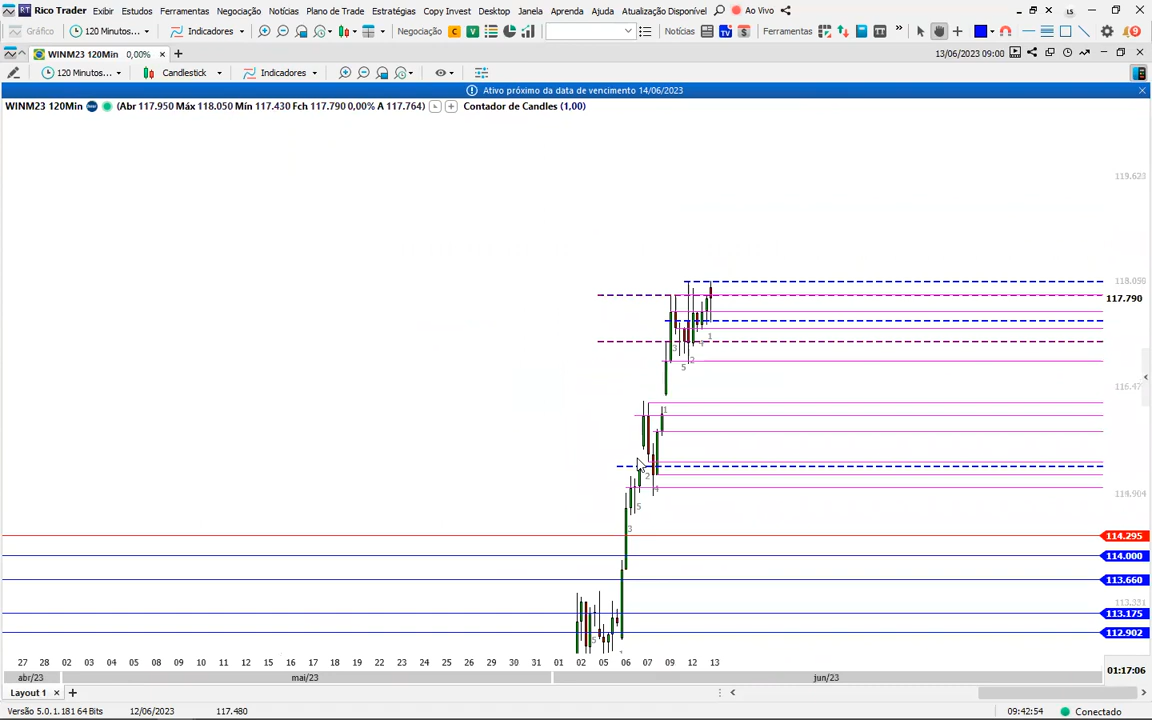 Rico Trader Exibir Estudos Ferramentas Negociação Notícias Plano de Trade Estratégias Copy Invest Desktop Janela Aprenda Ajuda Atualização Disponível Ao Vivo LS
Gráfico 120 Minutos... Indicadores Negociação C V Notícias TV $ Ferramentas TT » 9
WINM23 120Min 0,00% 13/06/2023 09:00
120 Minutos... Candlestick Indicadores
Ativo próximo da data de vencimento 14/06/2023
WINM23 120Min (Abr 117.950 Máx 118.050 Mín 117.430 Fch 117.790 0,00% A 117.764) Contador de Candles (1,00)
119.623
117.790
114.295
114.000
113.660
113.175
112.902
27 28 02 03 04 05 08 09 10 11 12 15 16 17 18 19 22 23 24 25 26 29 30 31 01 02 05 06 07 09 12 13
abr/23 mai/23 jun/23
01:17:06
Layout 1
Versão 5.0.1.181 64 Bits 12/06/2023 117.480 09:42:54 Conectado